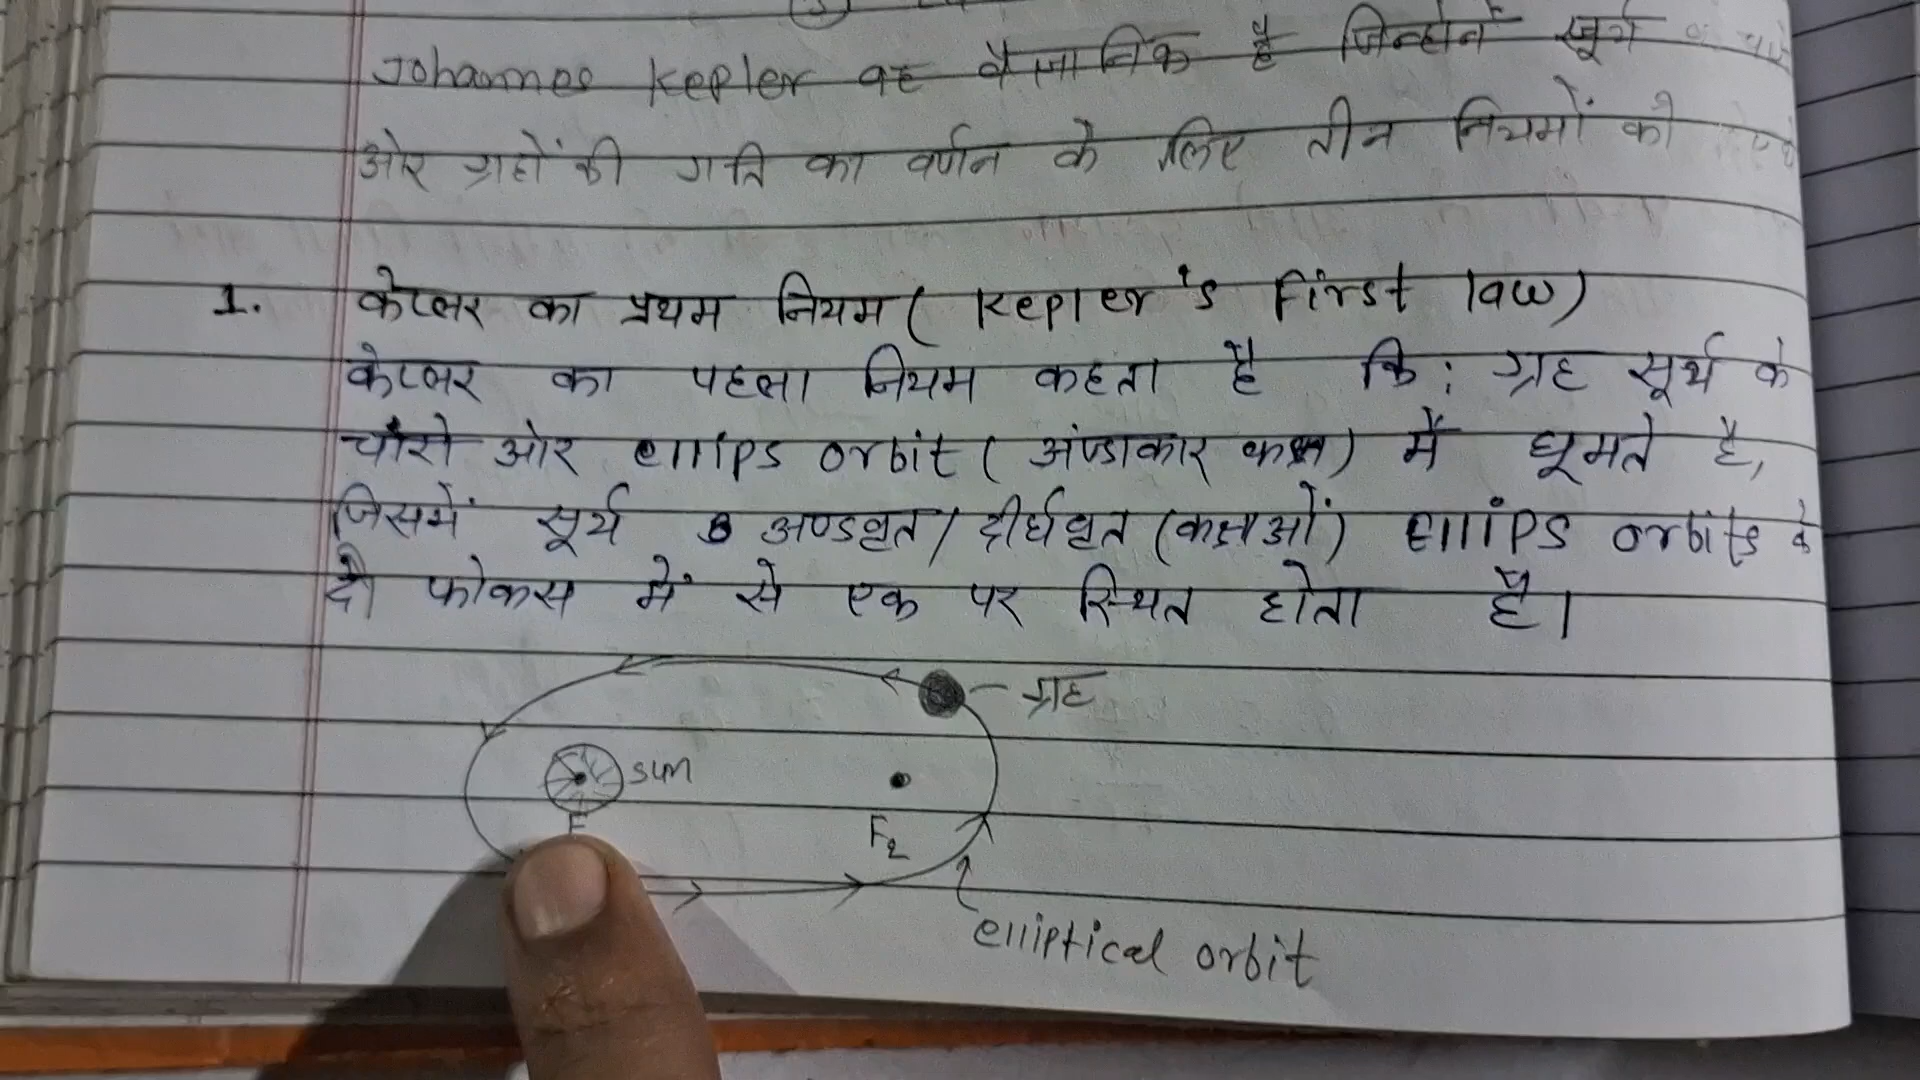 Johannes Kepler वह वैज्ञानिक है जिन्होने सूर्य
ओर ग्रहों की गति का वर्णन के लिए तीन नियमों की
1. केप्लर का प्रथम नियम ( Kepler's First law)
केप्लर का पहला नियम कहता है कि : ग्रह सूर्य के
चारो ओर ellips orbit ( अंण्डाकार कक्षा) में घूमते है,
जिसमें सूर्य अण्डवृत / दीर्घवृत (कक्षाओं) ellips orbits के
दो फोकस में से एक पर स्थित होता है।
ग्रह
sun
F
F2
elliptical orbit